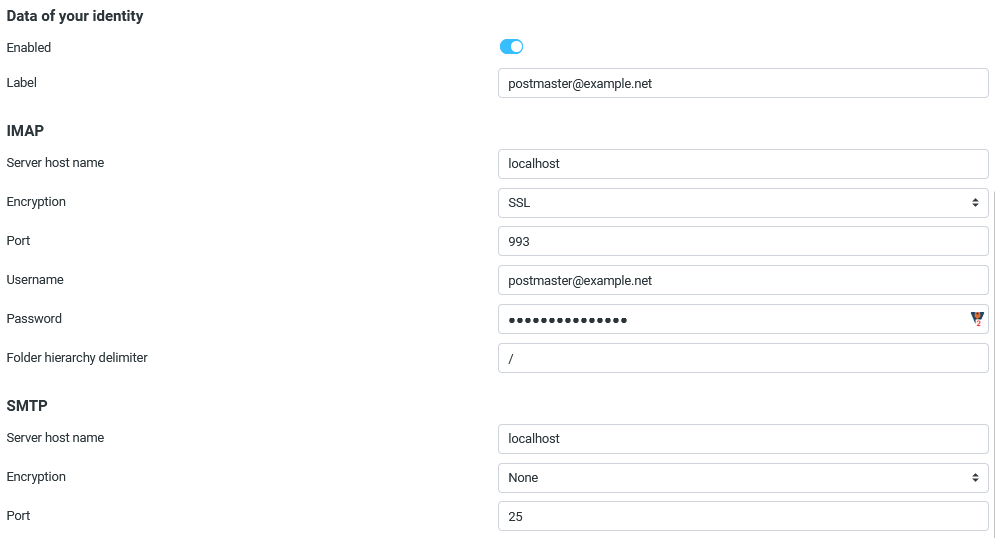 Data of your identity
Enabled
Label postmaster@example.net
IMAP
Server host name localhost
Encryption SSL
Port 993
Username postmaster@example.net
Password •••••••••••••••
Folder hierarchy delimiter /
SMTP
Server host name localhost
Encryption None
Port 25